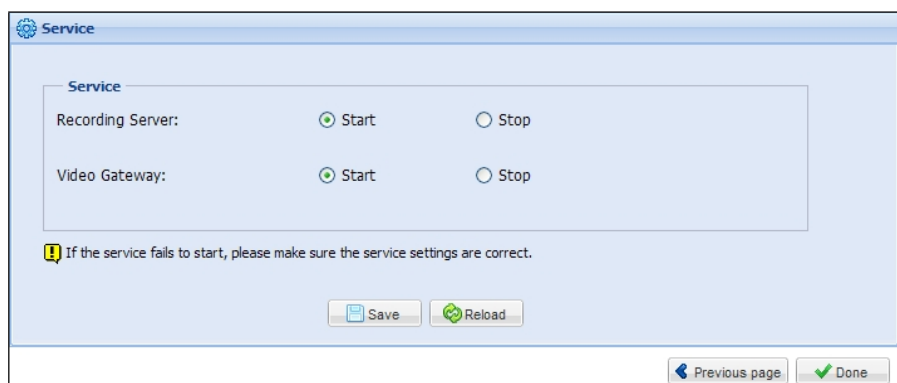 Service
Service
Recording Server: Start Stop
Video Gateway: Start Stop
If the service fails to start, please make sure the service settings are correct.
Save Reload
Previous page Done